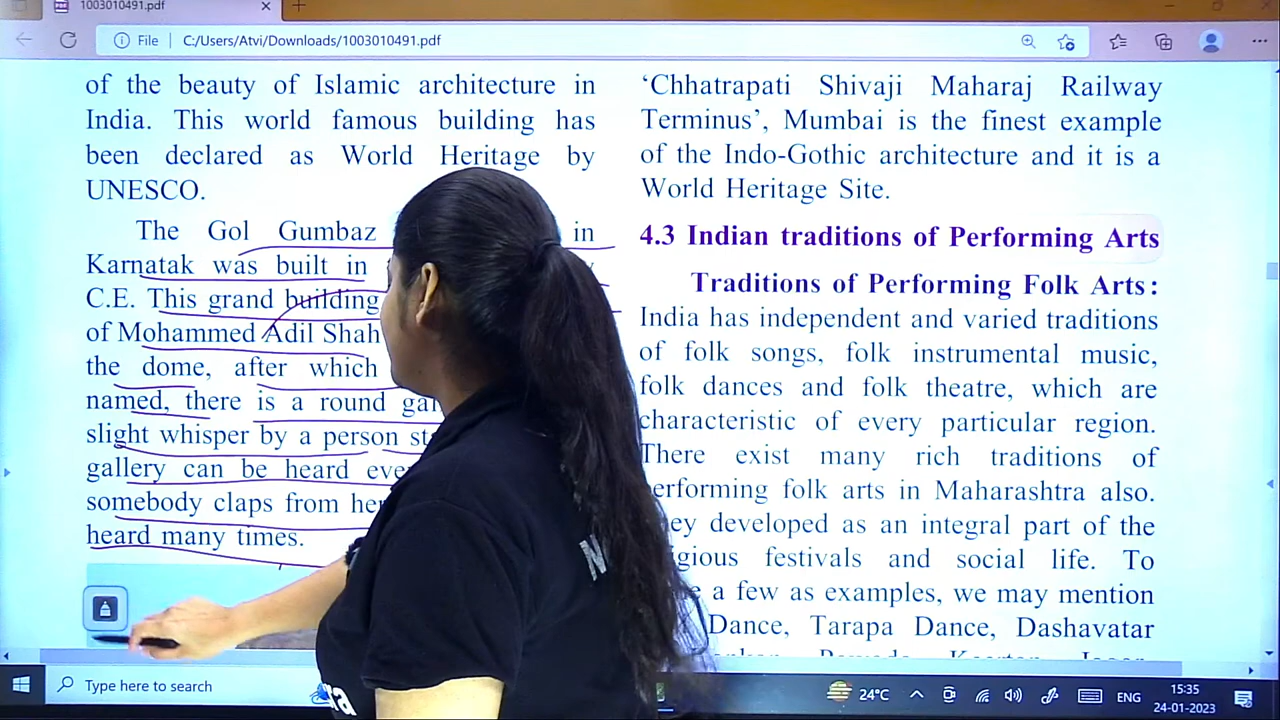 1003010491.pdf
File
C:/Users/Atvi/Downloads/1003010491.pdf
of the beauty of Islamic architecture in
India. This world famous building has
been declared as World Heritage by
UNESCO.
The Gol Gumbaz in
Karnatak was built in
C.E. This grand building
of Mohammed Adil Shah
the dome, after which
named, there is a round
slight whisper by a person
gallery can be heard
somebody claps from
heard many times.
'Chhatrapati Shivaji Maharaj Railway
Terminus', Mumbai is the finest example
of the Indo-Gothic architecture and it is a
World Heritage Site.
4.3 Indian traditions of Performing Arts
Traditions of Performing Folk Arts:
India has independent and varied traditions
of folk songs, folk instrumental music,
folk dances and folk theatre, which are
characteristic of every particular region.
There exist many rich traditions of
performing folk arts in Maharashtra also.
They developed as an integral part of the
festivals and social life. To
a few as examples, we may mention
Dance, Tarapa Dance, Dashavatar
Type here to search
24°C
ENG
15:35
24-01-2023